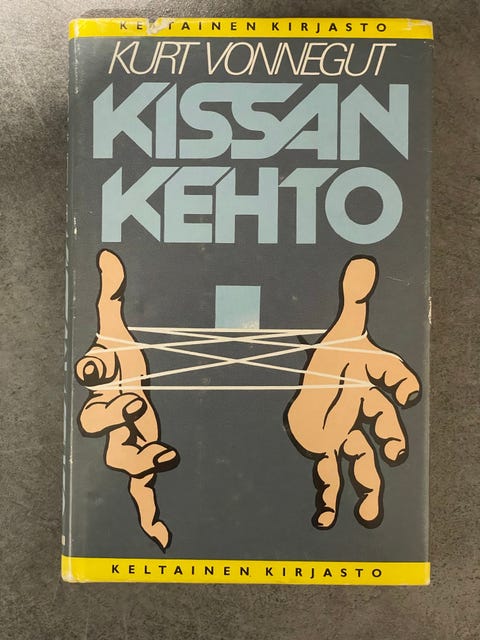 KELTAINEN KIRJASTO
KURT VONNEGUT
KISSAN
KEHTO
KELTAINEN KIRJASTO